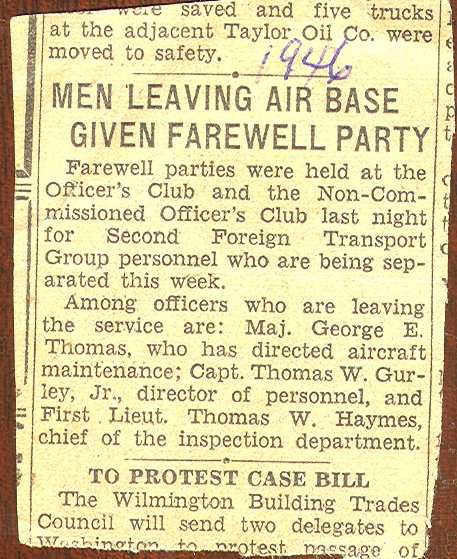 were saved and five trucks
at the adjacent Taylor Oil Co. were
moved to safety.
1946
MEN LEAVING AIR BASE
GIVEN FAREWELL PARTY
Farewell parties were held at the
Officer's Club and the Non-Com-
missioned Officer's Club last night
for Second Foreign Transport
Group personnel who are being sep-
arated this week.
Among officers who are leaving
the service are: Maj. George E.
Thomas, who has directed aircraft
maintenance; Capt. Thomas W. Gur-
ley, Jr., director of personnel, and
First Lieut. Thomas W. Haymes,
chief of the inspection department.
TO PROTEST CASE BILL
The Wilmington Building Trades
Council will send two delegates to
Washington to protest passage of